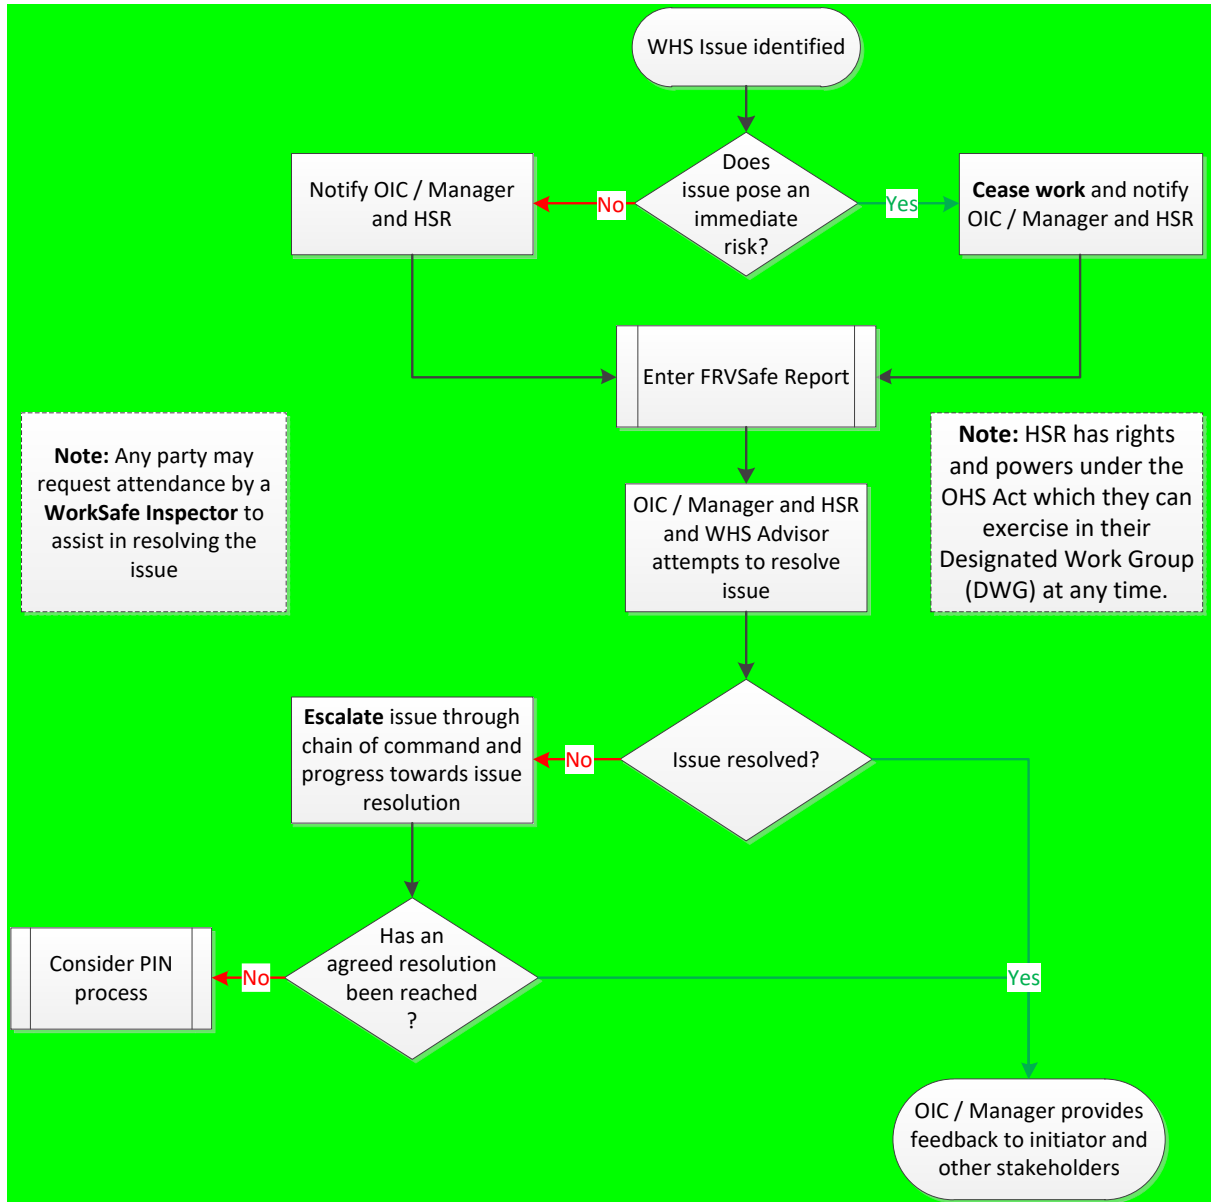 WHS Issue identified
Does
issue pose an
immediate
risk?
No
Yes
Notify OIC / Manager
and HSR
Cease work and notify
OIC / Manager and HSR
Enter FRVSafe Report
Note: Any party may
request attendance by a
WorkSafe Inspector to
assist in resolving the
issue
OIC / Manager and HSR
and WHS Advisor
attempts to resolve
issue
Note: HSR has rights
and powers under the
OHS Act which they can
exercise in their
Designated Work Group
(DWG) at any time.
Issue resolved?
No
Escalate issue through
chain of command and
progress towards issue
resolution
Has an
agreed resolution
been reached
?
No
Yes
Consider PIN
process
OIC / Manager provides
feedback to initiator and
other stakeholders